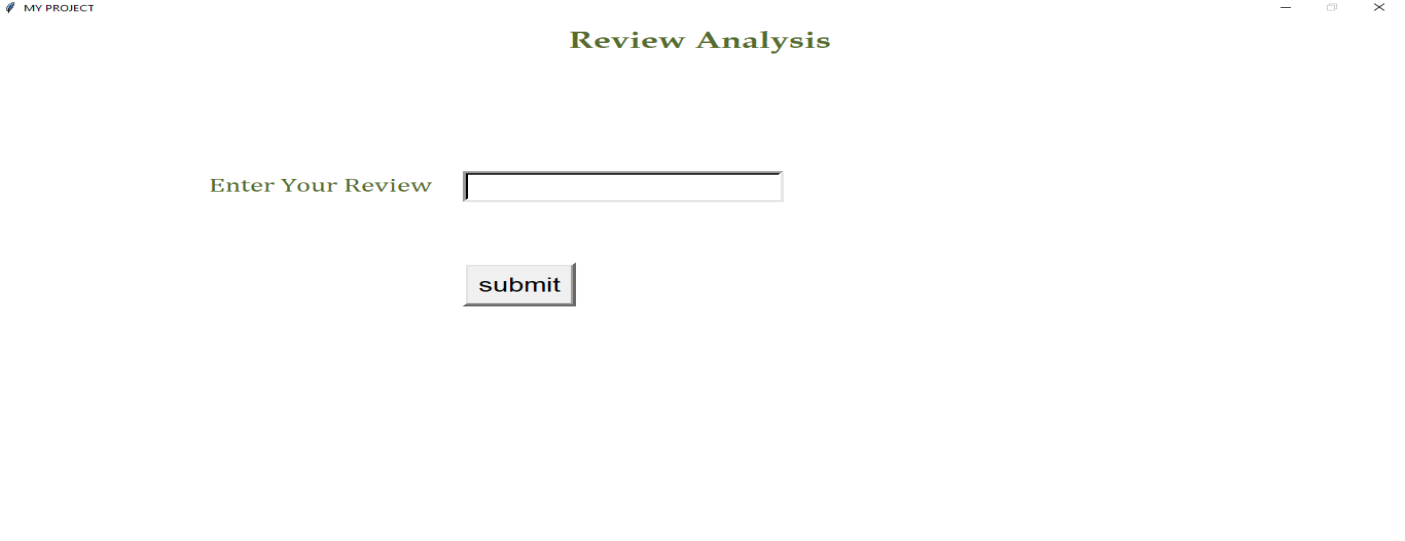 MY PROJECT
Review Analysis
Enter Your Review
submit